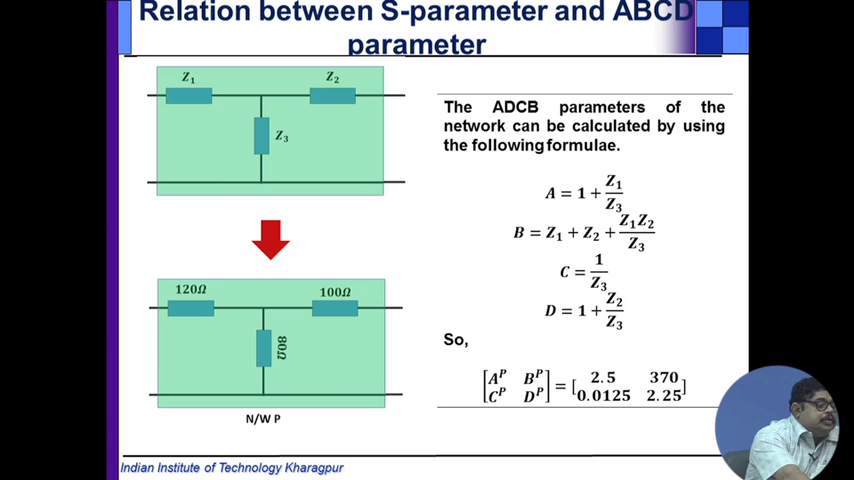 Relation between S-parameter and ABCD
parameter
Z₁
Z₂
Z₃
120Ω
100Ω
80Ω
N/W P
The ADCB parameters of the
network can be calculated by using
the following formulae.
A = 1 + Z₁/Z₃
B = Z₁ + Z₂ + Z₁Z₂/Z₃
C = 1/Z₃
D = 1 + Z₂/Z₃
So,
[Aᴾ Bᴾ] = [2.5 370]
[Cᴾ Dᴾ] [0.0125 2.25]
Indian Institute of Technology Kharagpur